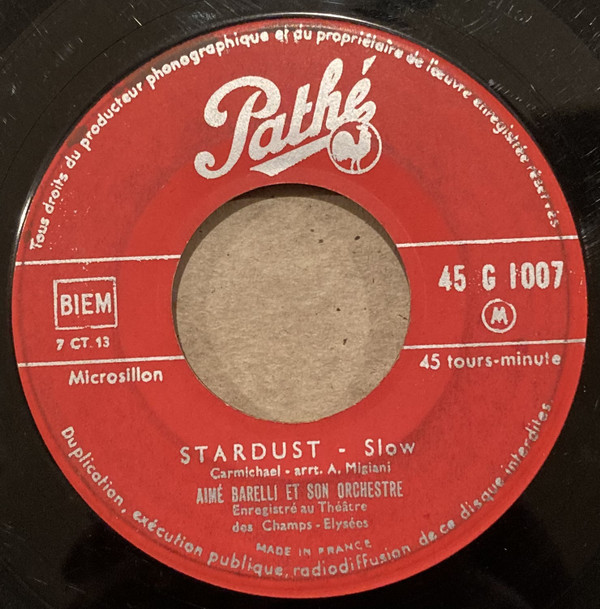 Tous droits du producteur phonographique et du propriétaire de l'œuvre enregistrée réservés
Pathé
BIEM
7 CT. 13
Microsillon
45 G 1007
M
45 tours-minute
STARDUST - Slow
Carmichael - arrt. A. Migiani
AIMÉ BARELLI ET SON ORCHESTRE
Enregistré au Théâtre
des Champs - Elysées
MADE IN FRANCE
Duplication, exécution publique, radiodiffusion de ce disque interdites.